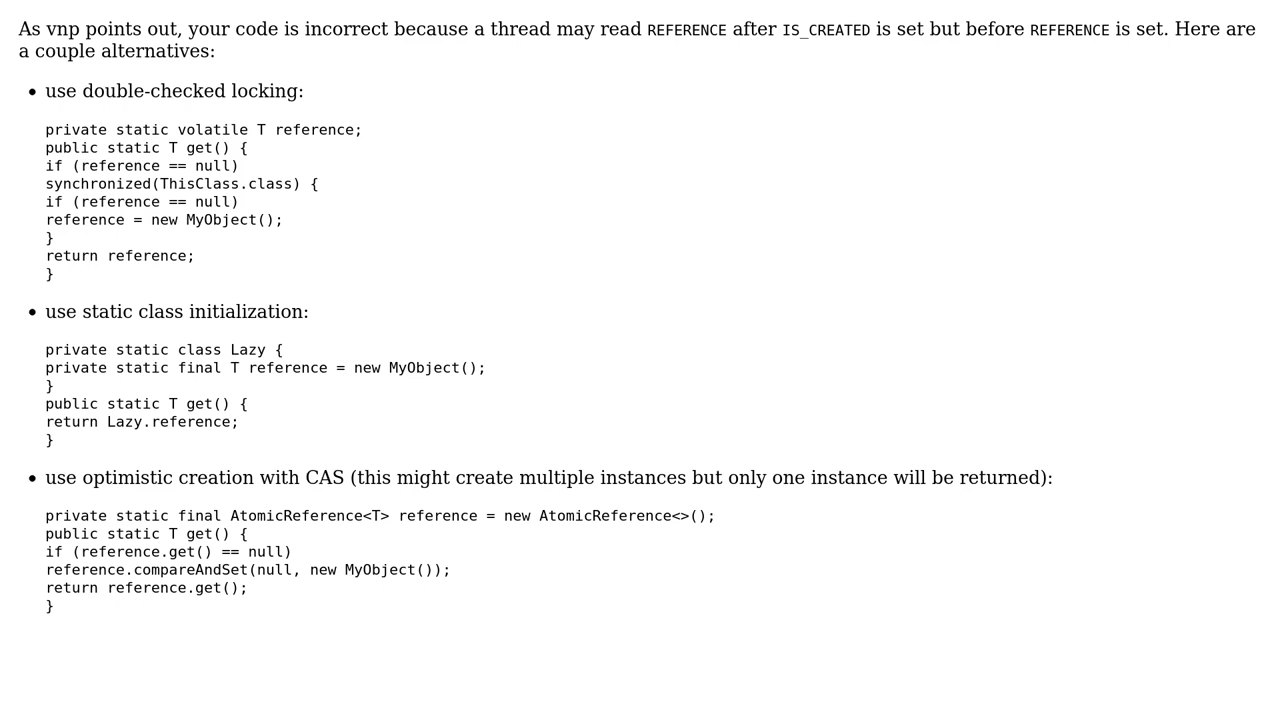 As vnp points out, your code is incorrect because a thread may read REFERENCE after IS_CREATED is set but before REFERENCE is set. Here are
a couple alternatives:
• use double-checked locking:
private static volatile T reference;
public static T get() {
if (reference == null)
synchronized(ThisClass.class) {
if (reference == null)
reference = new MyObject();
}
return reference;
}
• use static class initialization:
private static class Lazy {
private static final T reference = new MyObject();
}
public static T get() {
return Lazy.reference;
}
• use optimistic creation with CAS (this might create multiple instances but only one instance will be returned):
private static final AtomicReference<T> reference = new AtomicReference<>();
public static T get() {
if (reference.get() == null)
reference.compareAndSet(null, new MyObject());
return reference.get();
}